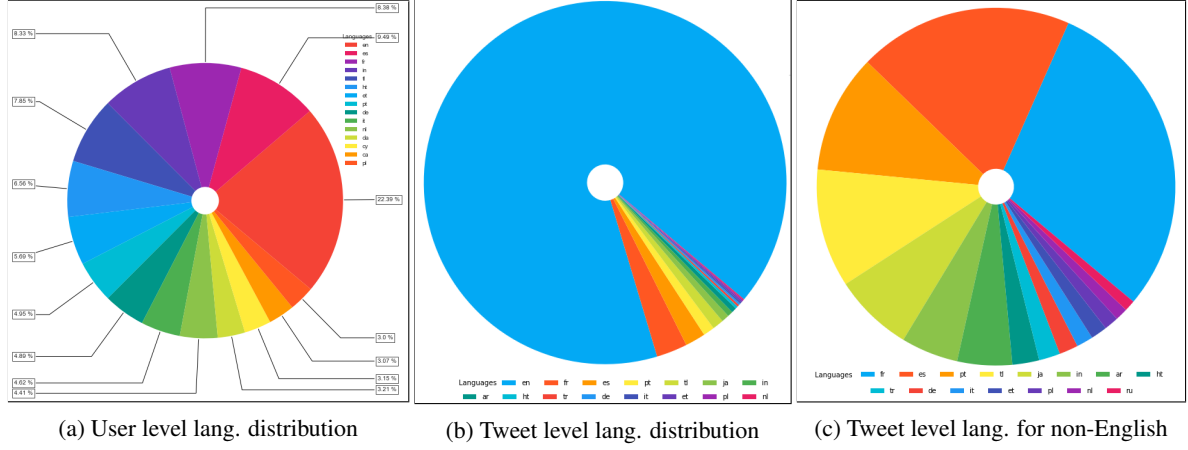 8.38 %
8.33 %
9.49 %
Languages
en
es
fr
in
tl
ht
et
pt
de
it
nl
da
cy
ca
pl
7.85 %
6.56 %
22.39 %
5.69 %
4.95 %
4.89 %
4.62 %
4.41 %
3.0 %
3.07 %
3.15 %
3.21 %
(a) User level lang. distribution
Languages en fr es pt tl ja in
ar ht tr de it et pl nl
(b) Tweet level lang. distribution
Languages fr es pt tl ja in ar ht
tr de it et pl nl ru
(c) Tweet level lang. for non-English